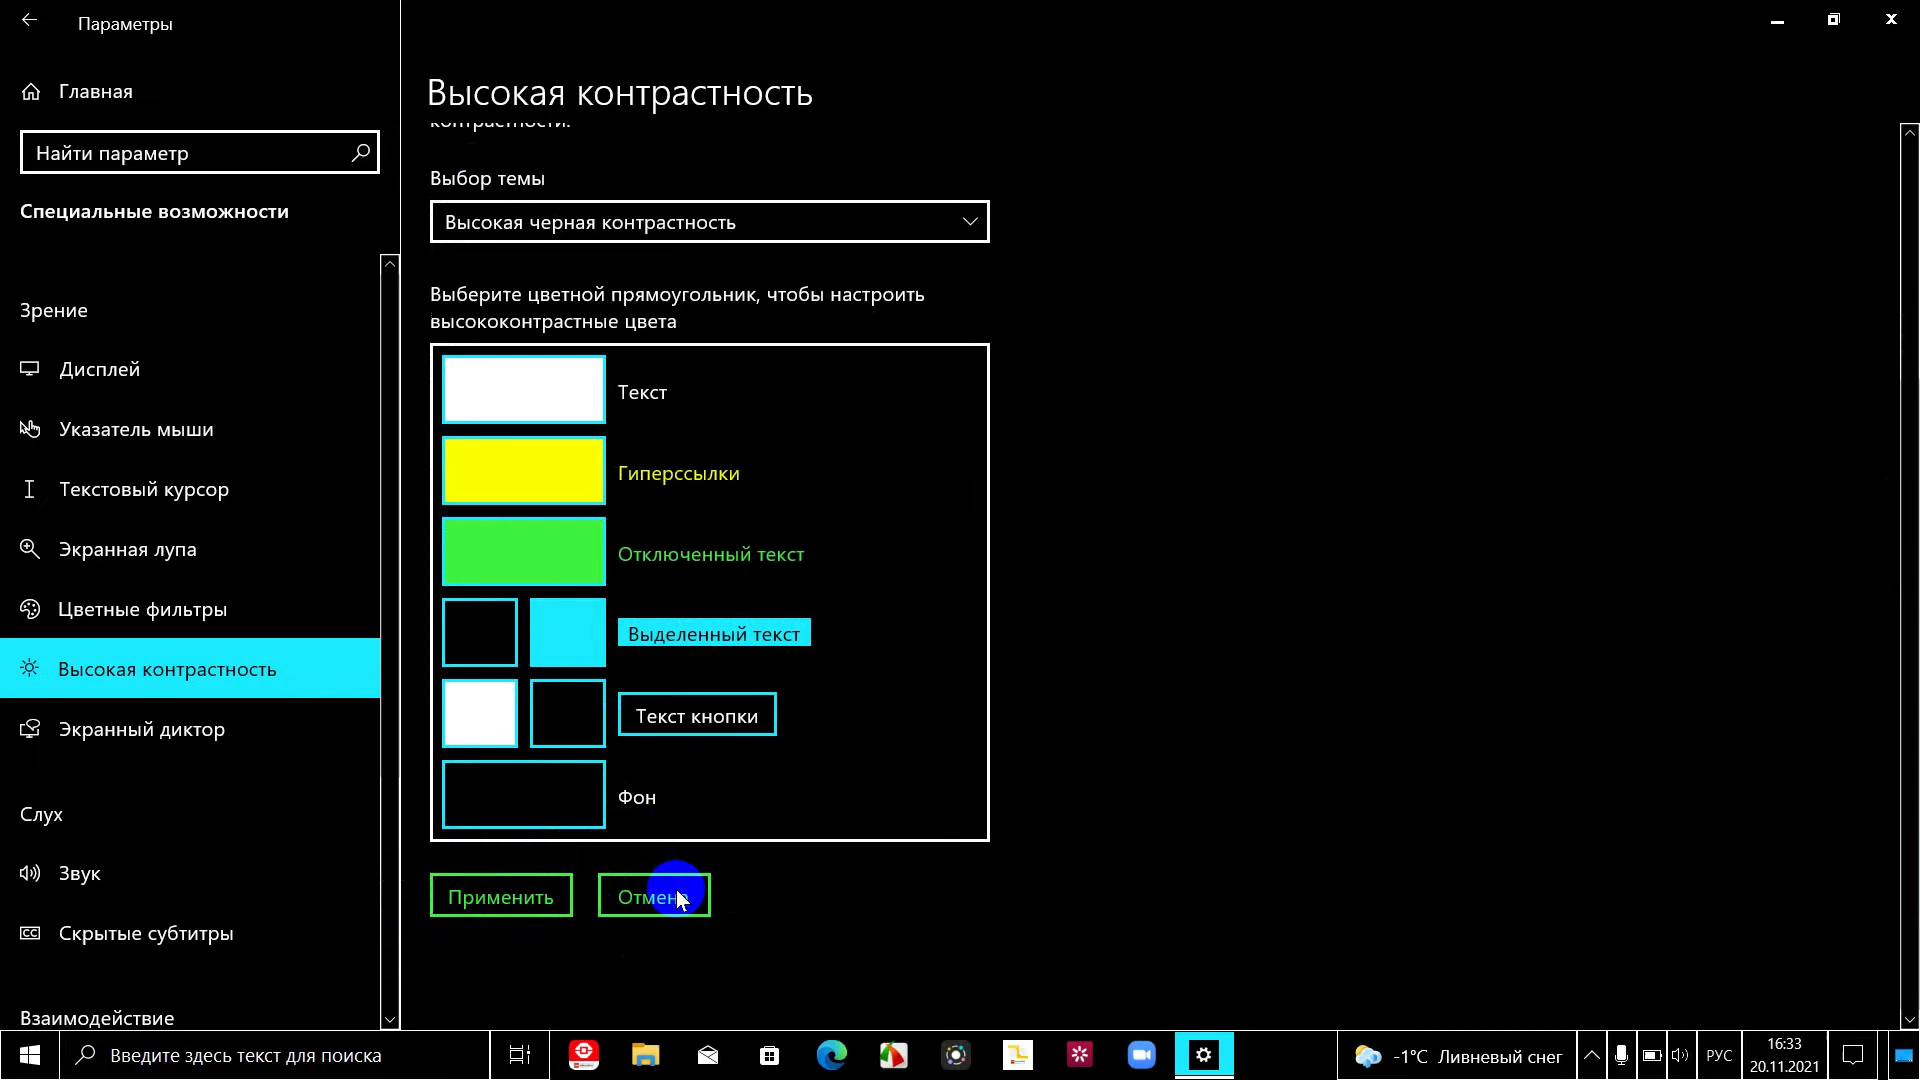 Параметры
Главная
Найти параметр
Специальные возможности
Зрение
Дисплей
Указатель мыши
Текстовый курсор
Экранная лупа
Цветные фильтры
Высокая контрастность
Экранный диктор
Слух
Звук
Скрытые субтитры
Взаимодействие
Высокая контрастность
контрастности.
Выбор темы
Высокая черная контрастность
Выберите цветной прямоугольник, чтобы настроить
высококонтрастные цвета
Текст
Гиперссылки
Отключенный текст
Выделенный текст
Текст кнопки
Фон
Применить
Отмена
Введите здесь текст для поиска
-1°C Ливневый снег
РУС
16:33
20.11.2021